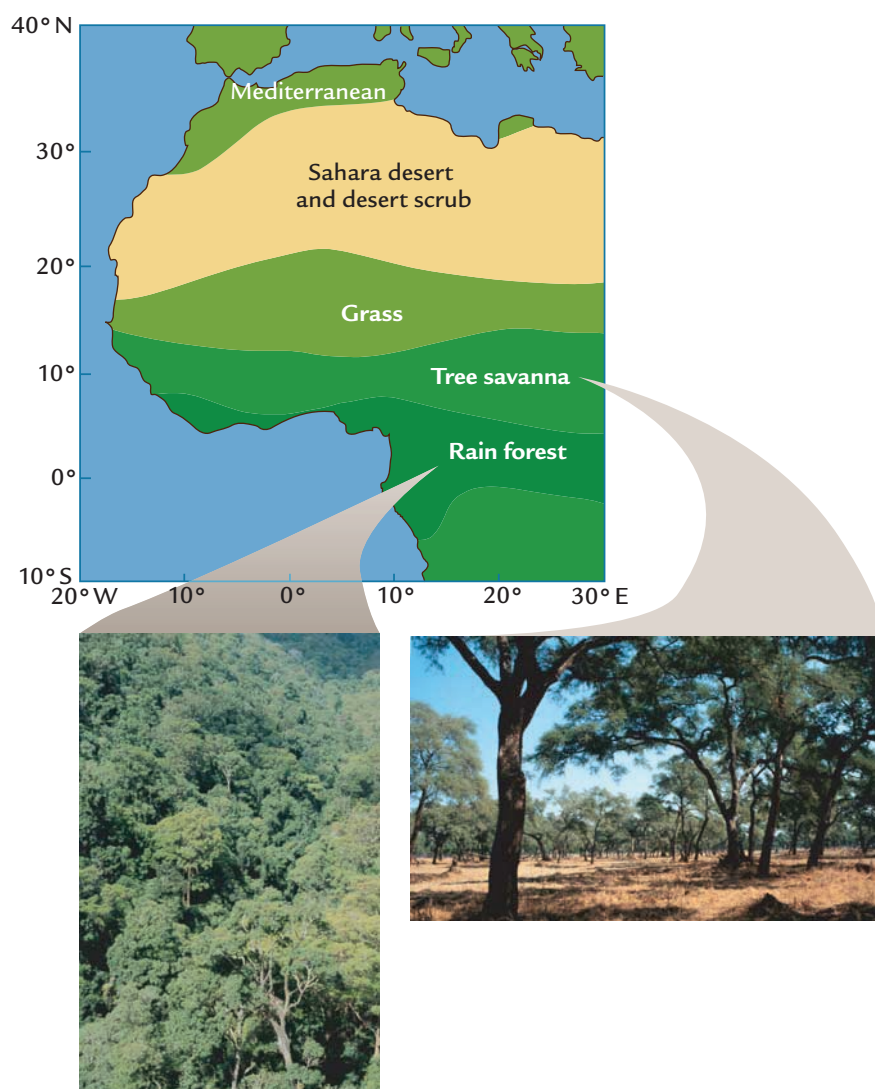 40° N
Mediterranean
30°
Sahara desert
and desert scrub
20°
Grass
10°
Tree savanna
Rain forest
0°
10° S
20° W
10°
0°
10°
20°
30° E